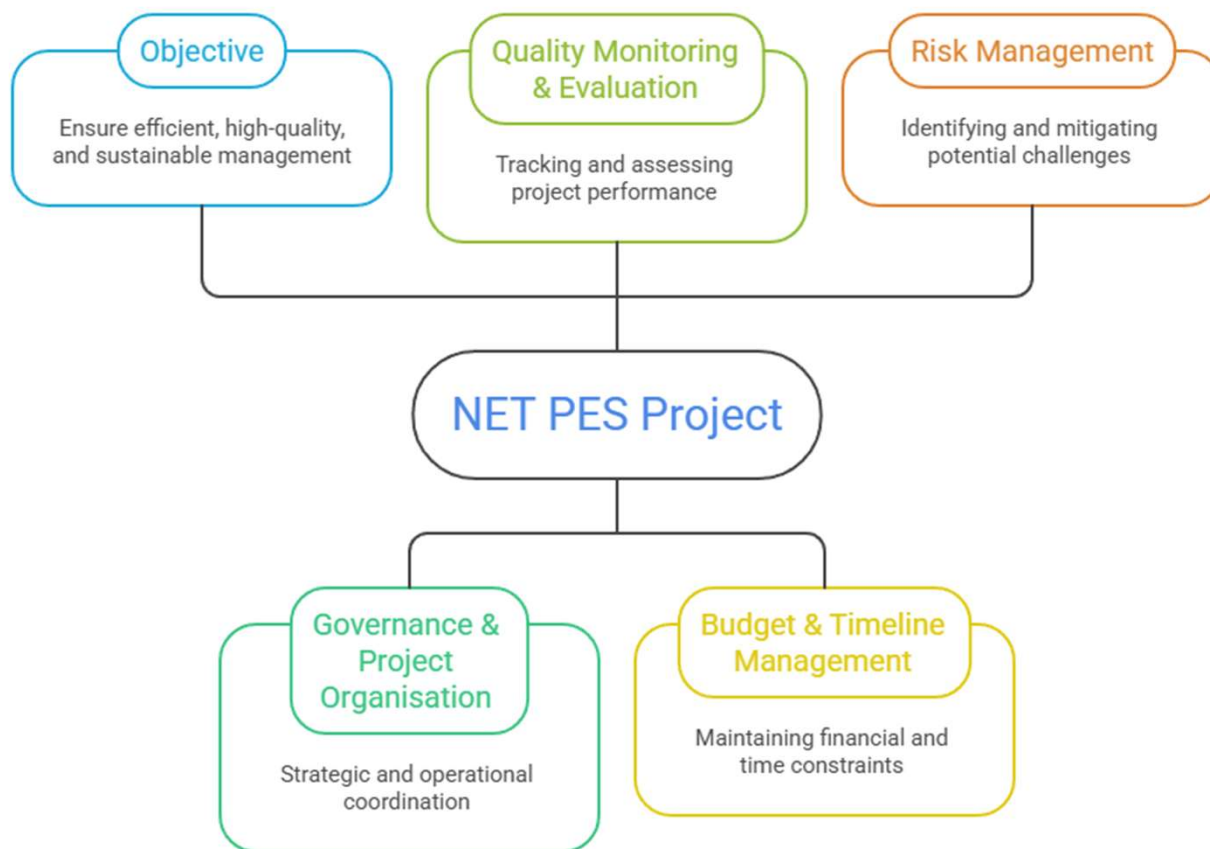 Objective
Ensure efficient, high-quality,
and sustainable management
Quality Monitoring
& Evaluation
Tracking and assessing
project performance
Risk Management
Identifying and mitigating
potential challenges
NET PES Project
Governance &
Project
Organisation
Strategic and operational
coordination
Budget & Timeline
Management
Maintaining financial and
time constraints